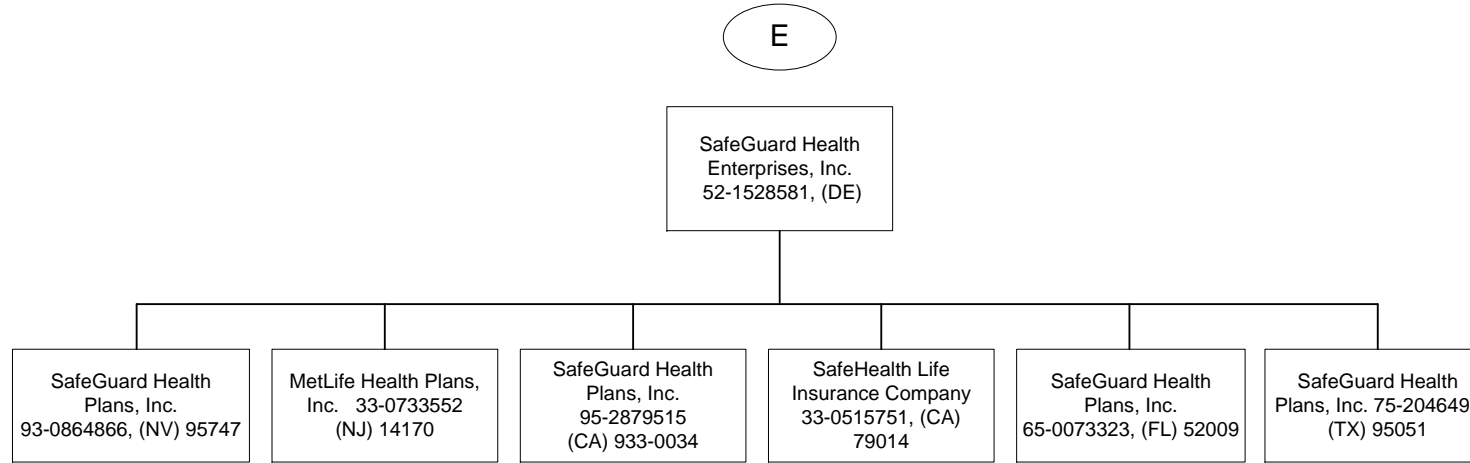 E
SafeGuard Health
Enterprises, Inc.
52-1528581, (DE)
SafeGuard Health
Plans, Inc.
93-0864866, (NV) 95747
MetLife Health Plans,
Inc. 33-0733552
(NJ) 14170
SafeGuard Health
Plans, Inc.
95-2879515
(CA) 933-0034
SafeHealth Life
Insurance Company
33-0515751, (CA)
79014
SafeGuard Health
Plans, Inc.
65-0073323, (FL) 52009
SafeGuard Health
Plans, Inc. 75-204649
(TX) 95051